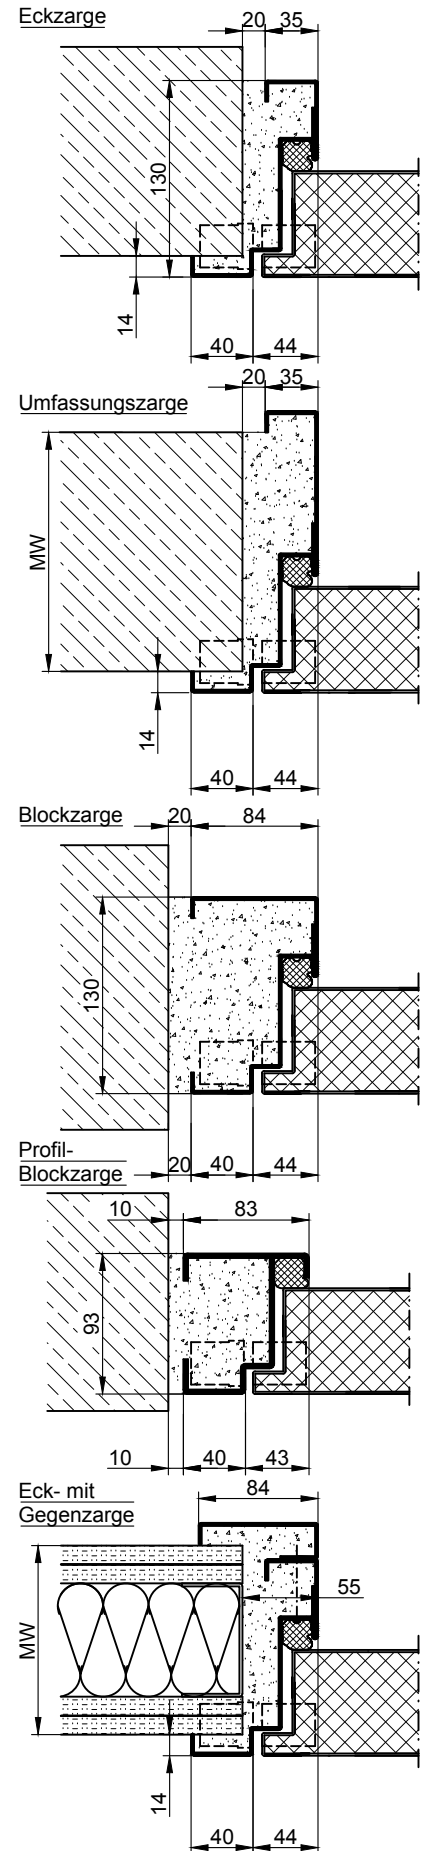 Eckzarge
20 35
130
14
40 44
20 35
Umfassungszarge
MW
14
40 44
Blockzarge
20 84
130
20 40 44
Profil-
Blockzarge
10 83
93
10 40 43
Eck- mit
Gegenzarge
84
55
MW
14
40 44